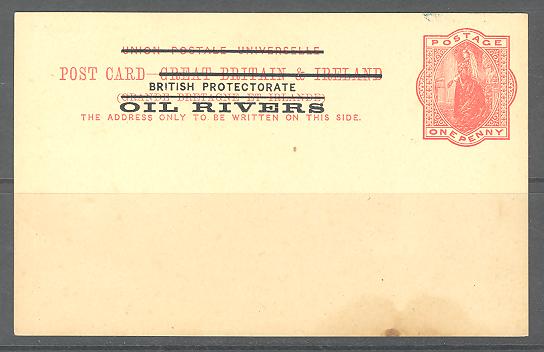 UNION POSTALE UNIVERSELLE
POST CARD—GREAT BRITAIN & IRELAND
BRITISH PROTECTORATE
(GRANDE BRETAGNE ET IRLANDE)
OIL RIVERS
THE ADDRESS ONLY TO BE WRITTEN ON THIS SIDE.
POSTAGE
ONE PENNY